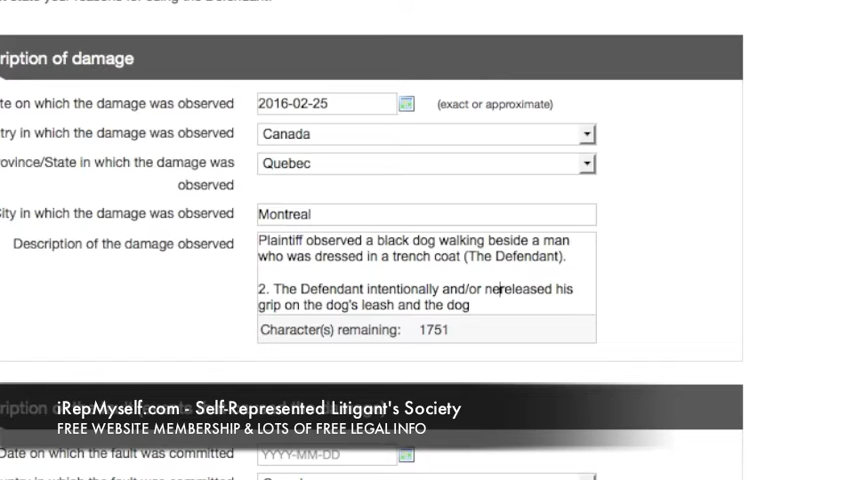 ription of damage
te on which the damage was observed 2016-02-25 (exact or approximate)
try in which the damage was observed Canada
ovince/State in which the damage was Quebec
observed
City in which the damage was observed Montreal
Description of the damage observed Plaintiff observed a black dog walking beside a man
who was dressed in a trench coat (The Defendant).
2. The Defendant intentionally and/or nereleased his
grip on the dog's leash and the dog
Character(s) remaining: 1751
iRepMyself.com - Self-Represented Litigant's Society
FREE WEBSITE MEMBERSHIP & LOTS OF FREE LEGAL INFO
Date on which the fault was committed YYYY-MM-DD